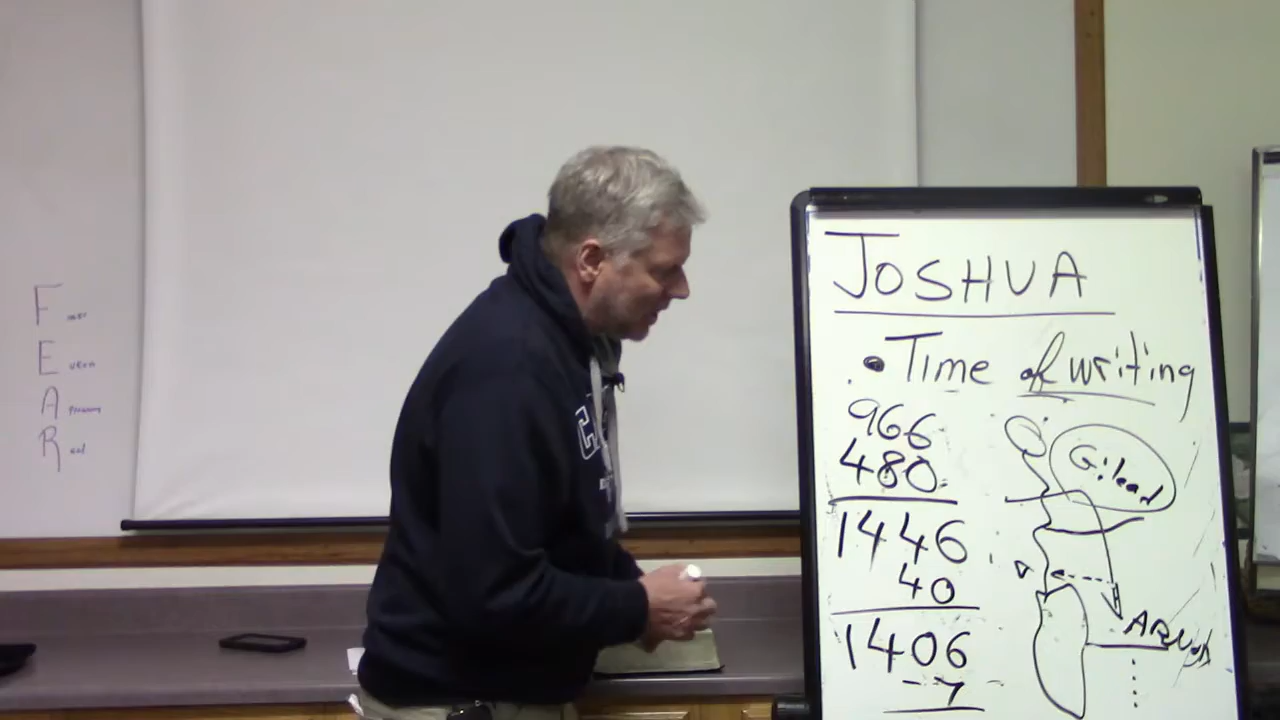 F
E
A
R
JOSHUA
• Time of writing
966
480
1446
40
1406
-7
Gilead